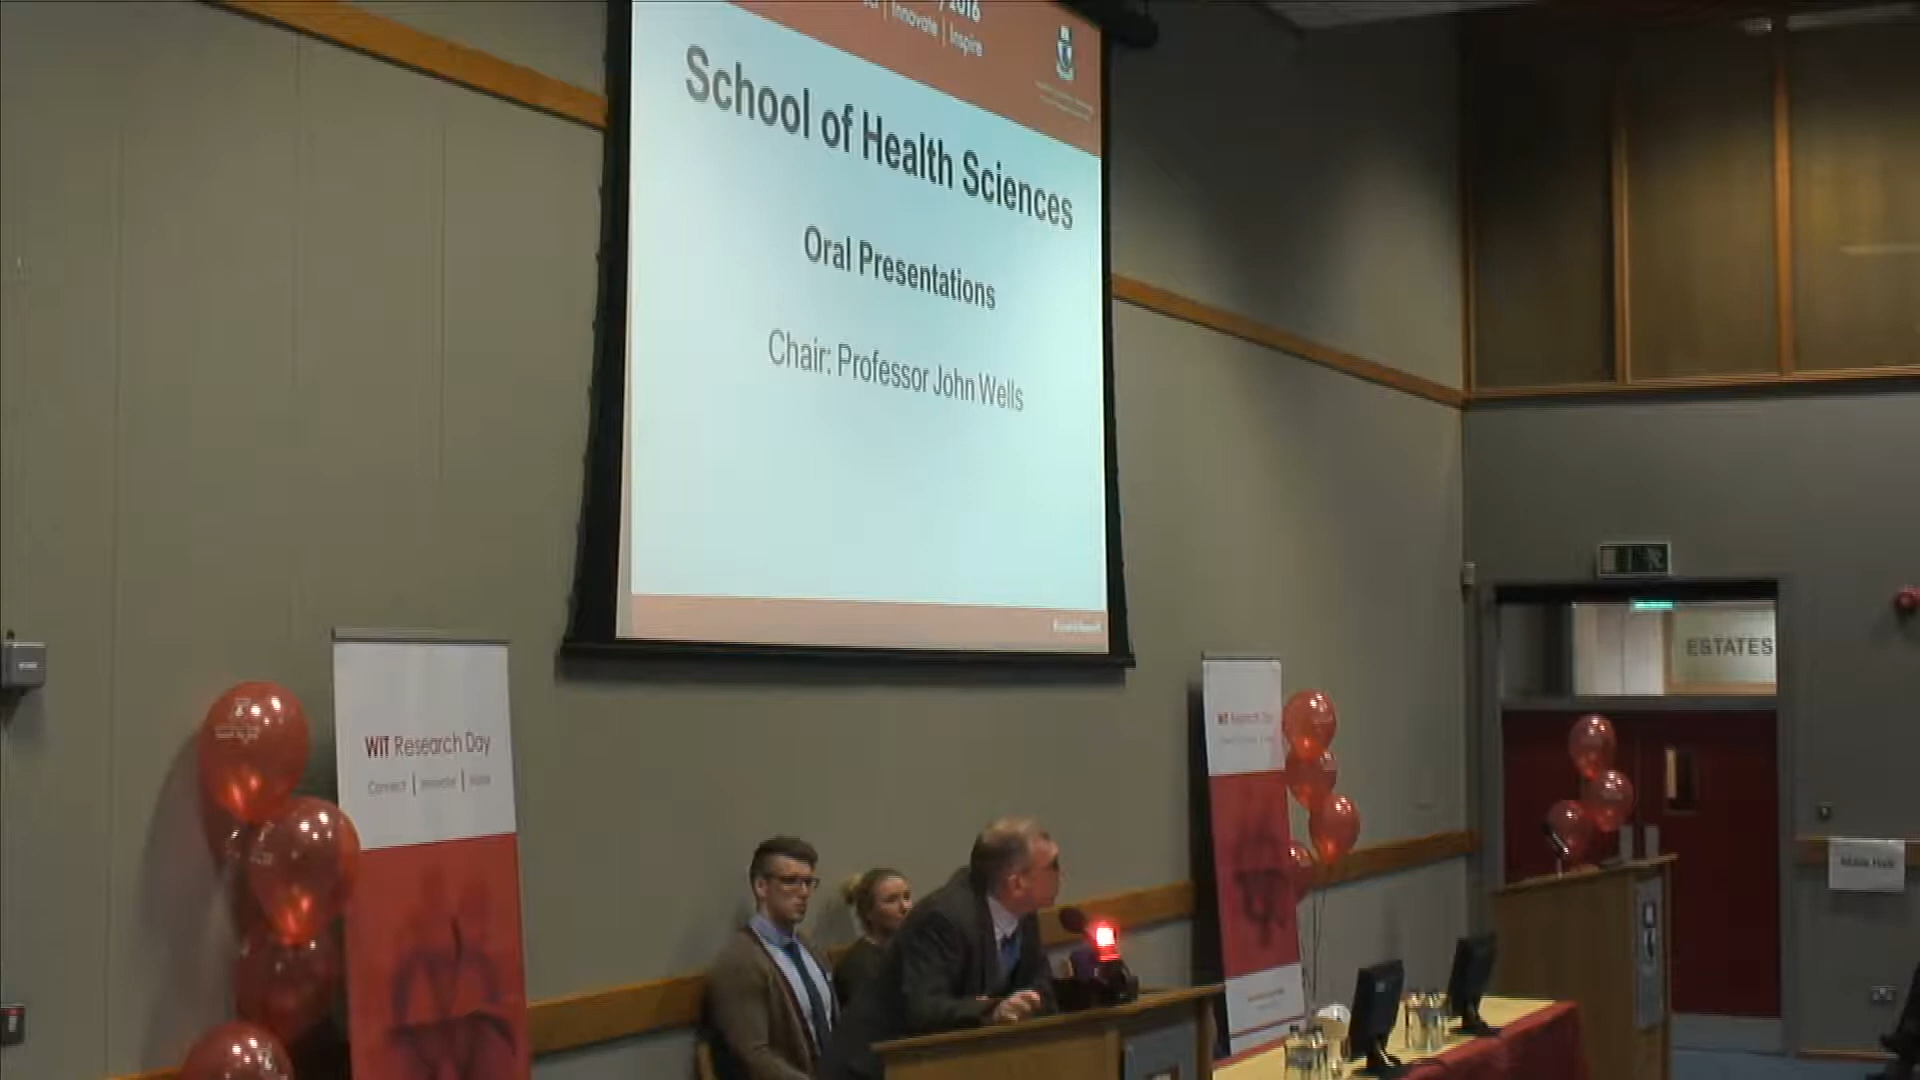 2016
| Innovate | Inspire
School of Health Sciences
Oral Presentations
Chair: Professor John Wells
ESTATES
WIT Research Day
Connect | Innovate | Inspire
WIT Research Day